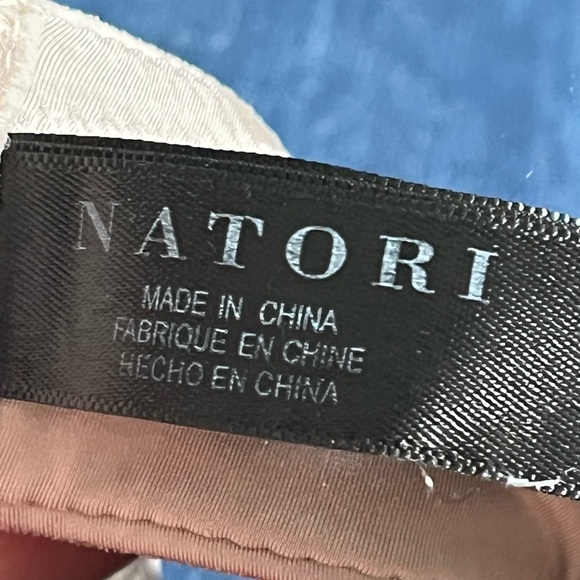 NATORI
MADE IN CHINA
FABRIQUE EN CHINE
HECHO EN CHINA